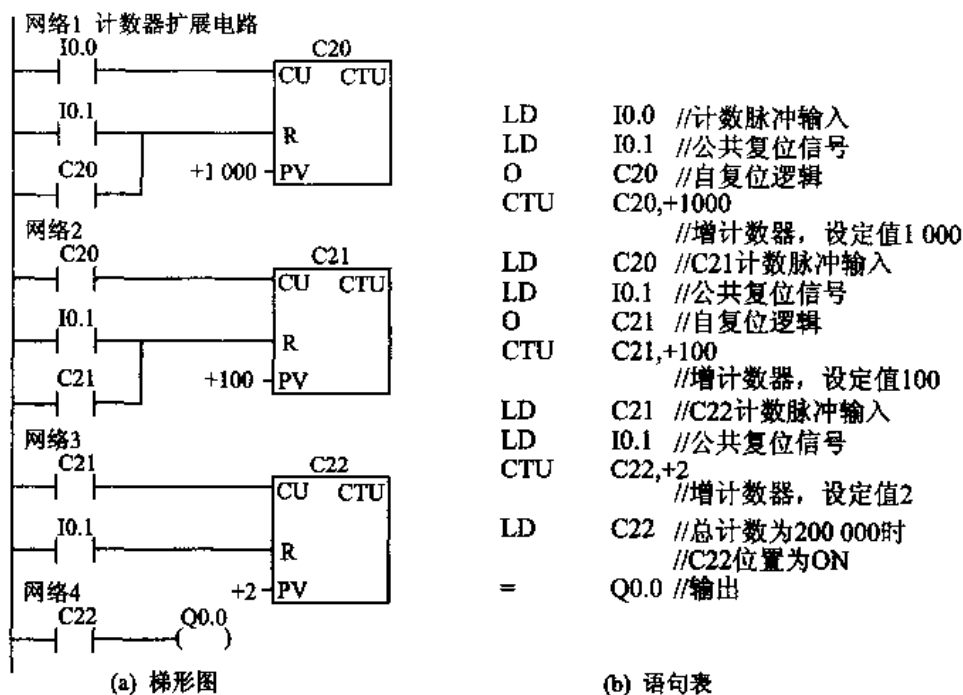 网络1 计数器扩展电路
I0.0
C20
CU CTU
I0.1
R
C20
+1 000
PV
网络2
C20
C21
CU CTU
I0.1
R
C21
+100
PV
网络3
C21
C22
CU CTU
I0.1
R
+2
PV
网络4
C22
Q0.0
( )
(a) 梯形图
LD I0.0 //计数脉冲输入
LD I0.1 //公共复位信号
O C20 //自复位逻辑
CTU C20,+1000
//增计数器，设定值1 000
LD C20 //C21计数脉冲输入
LD I0.1 //公共复位信号
O C21 //自复位逻辑
CTU C21,+100
//增计数器，设定值100
LD C21 //C22计数脉冲输入
LD I0.1 //公共复位信号
CTU C22,+2
//增计数器，设定值2
LD C22 //总计数为200 000时
//C22位置为ON
= Q0.0 //输出
(b) 语句表